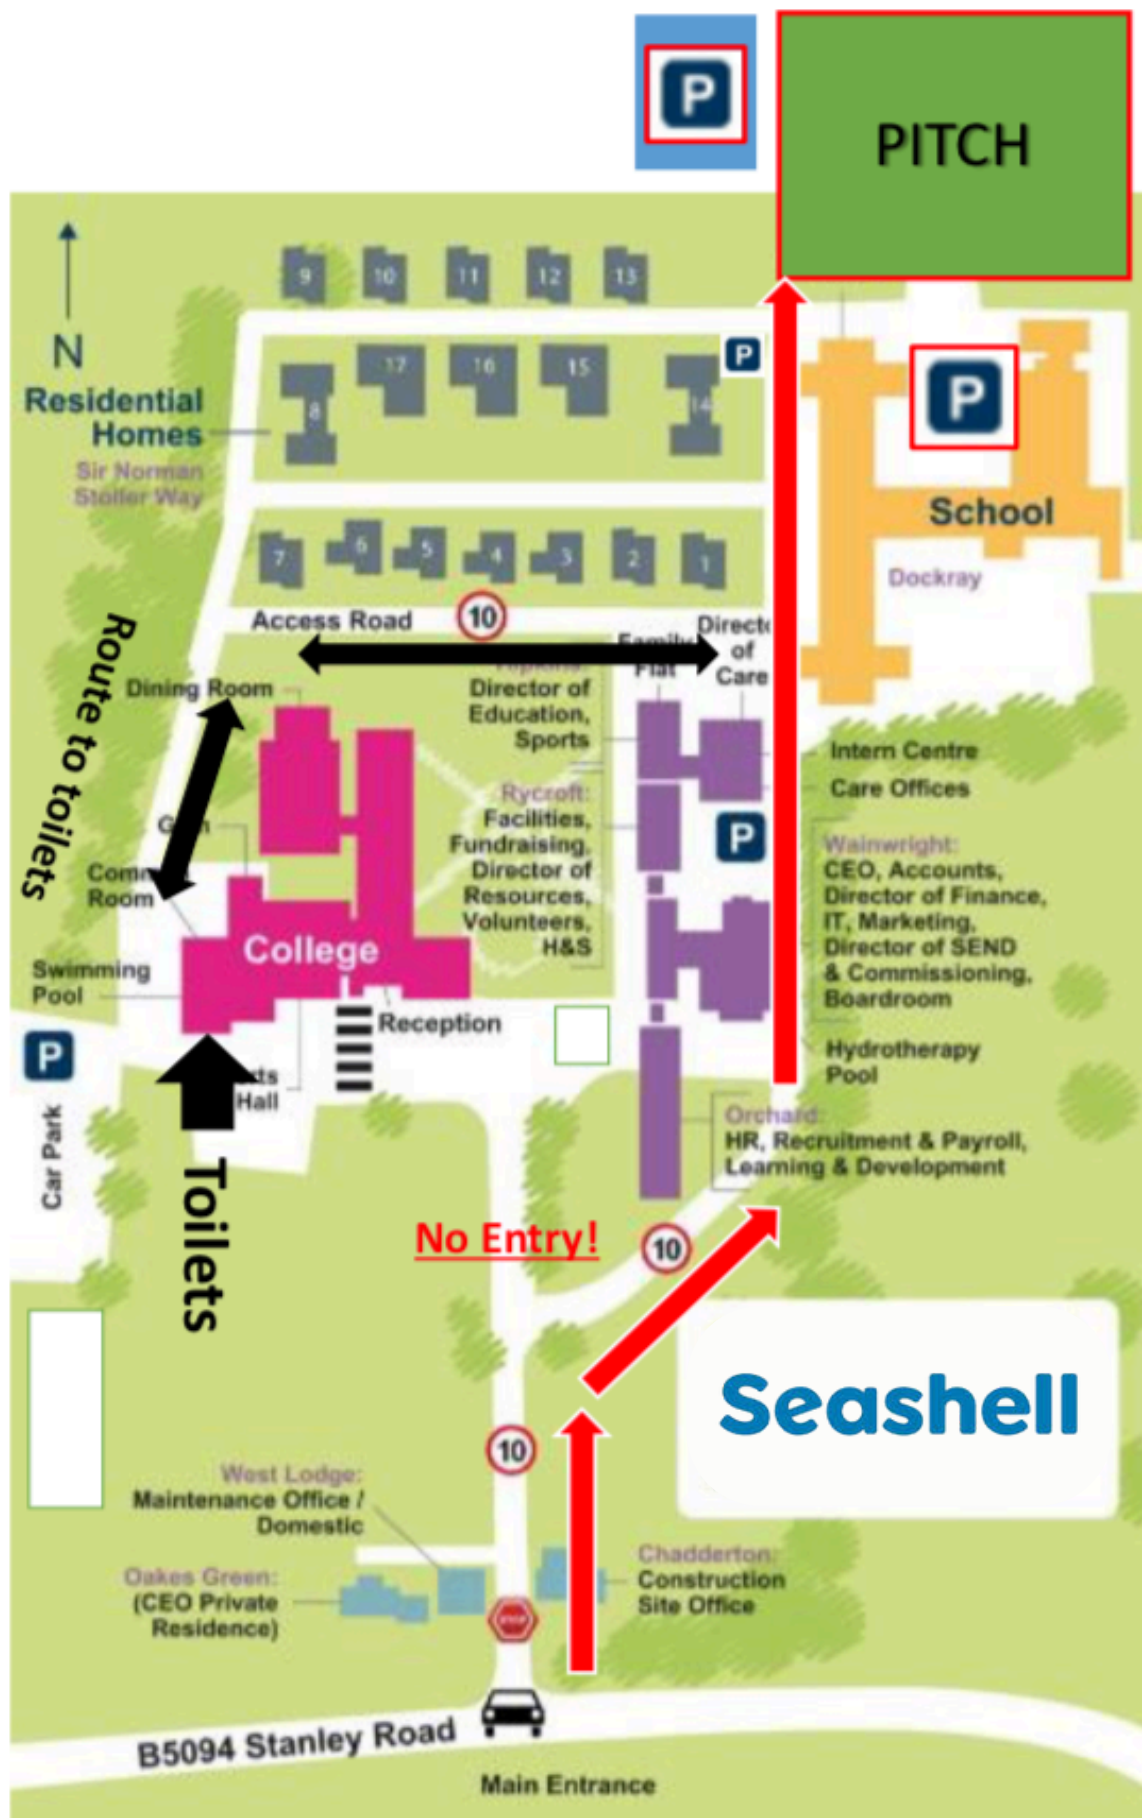 P
PITCH
N
9
10
11
12
13
Residential
Homes
Sir Norman
Stoller Way
17
16
15
14
8
P
P
School
Dockray
7
6
5
4
3
2
1
Access Road
10
Family
Flat
of
Care
Route to toilets
Dining Room
Director of
Education,
Sports
Intern Centre
Care Offices
Rycroft:
Facilities,
Fundraising,
Director of
Resources,
Volunteers,
H&S
P
Wainwright:
CEO, Accounts,
Director of Finance,
IT, Marketing,
Director of SEND
& Commissioning,
Boardroom
Room
College
Swimming
Pool
Reception
P
Car Park
Hall
Hydrotherapy
Pool
Orchard:
HR, Recruitment & Payroll,
Learning & Development
Toilets
No Entry!
10
Seashell
10
West Lodge:
Maintenance Office /
Domestic
Oakes Green:
(CEO Private
Residence)
STOP
Chadderton:
Construction
Site Office
B5094 Stanley Road
Main Entrance